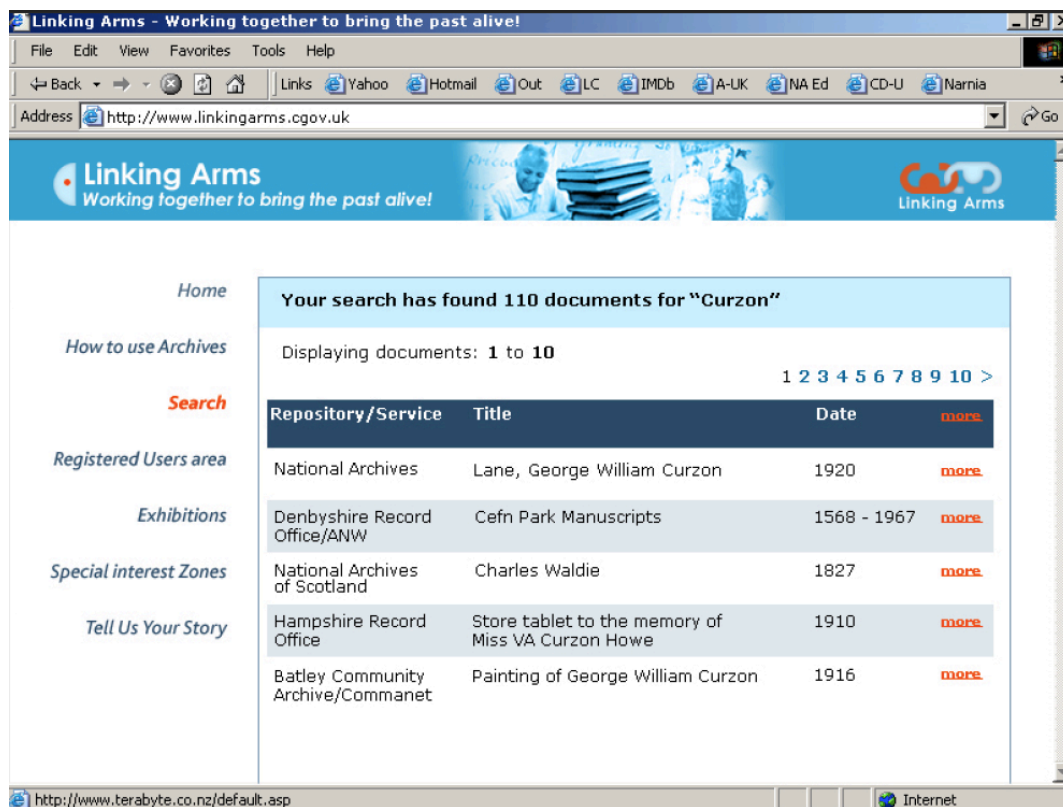 Linking Arms - Working together to bring the past alive!
File Edit View Favorites Tools Help
Back Links Yahoo Hotmail Out LC IMDb A-UK NA Ed CD-U Narnia
Address http://www.linkingarms.cgov.uk Go
Linking Arms
Working together to bring the past alive!
Linking Arms
Home
How to use Archives
Search
Registered Users area
Exhibitions
Special interest Zones
Tell Us Your Story
Your search has found 110 documents for “Curzon”
Displaying documents: 1 to 10
1 2 3 4 5 6 7 8 9 10 >
Repository/Service Title Date more
National Archives Lane, George William Curzon 1920 more
Denbyshire Record Cefn Park Manuscripts 1568 - 1967 more
Office/ANW
National Archives Charles Waldie 1827 more
of Scotland
Hampshire Record Store tablet to the memory of 1910 more
Office Miss VA Curzon Howe
Batley Community Painting of George William Curzon 1916 more
Archive/Commanet
http://www.terabyte.co.nz/default.asp Internet